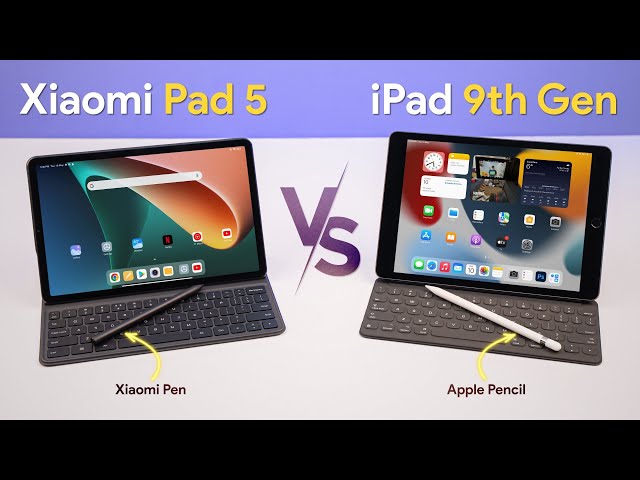 Xiaomi Pad 5
iPad 9th Gen
VS
Xiaomi Pen
Apple Pencil